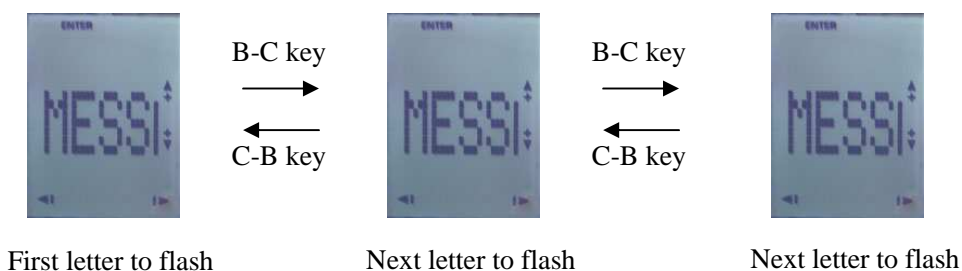 ENTER
MESSI
First letter to flash
B-C key
C-B key
ENTER
MESSI
Next letter to flash
B-C key
C-B key
ENTER
MESSI
Next letter to flash